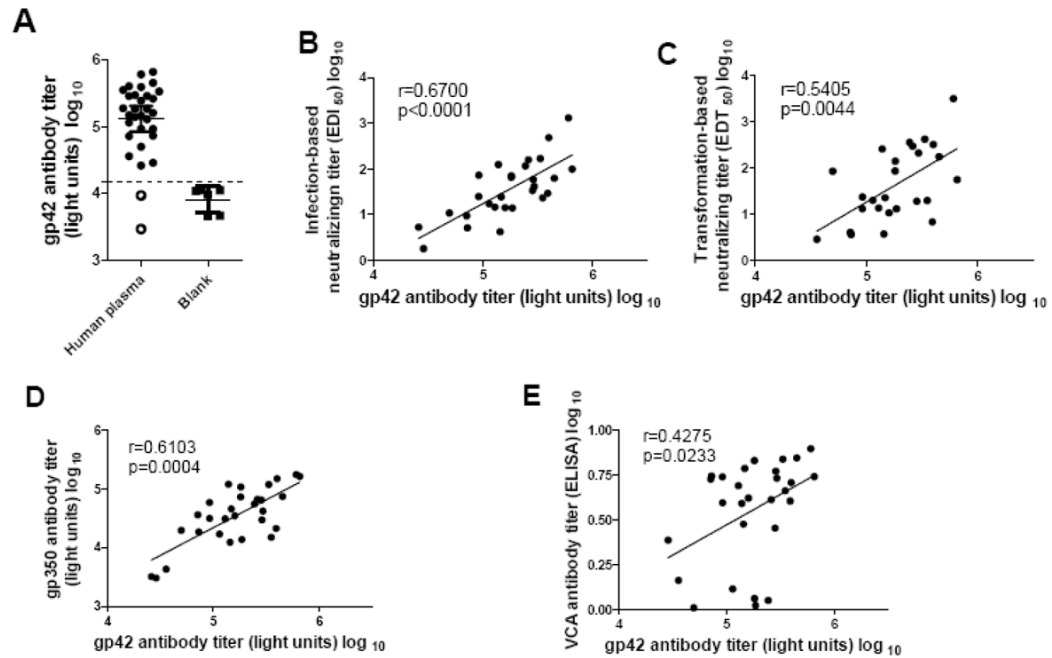 A
gp42 antibody titer
(light units) log 10
6
5
4
3
Human plasma
Blank
B
Infection-based
neutralizingn titer (EDI 50) log10
r=0.6700
p<0.0001
4
3
2
1
0
4
5
6
gp42 antibody titer (light units) log 10
C
Transformation-based
neutralizing titer (EDT 50) log10
r=0.5405
p=0.0044
4
3
2
1
0
4
5
6
gp42 antibody titer (light units) log 10
D
gp350 antibody titer
(light units) log 10
r=0.6103
p=0.0004
6
5
4
3
4
5
6
gp42 antibody titer (light units) log 10
E
VCA antibody titer (ELISA) log 10
r=0.4275
p=0.0233
1.00
0.75
0.50
0.25
0.00
4
5
6
gp42 antibody titer (light units) log 10